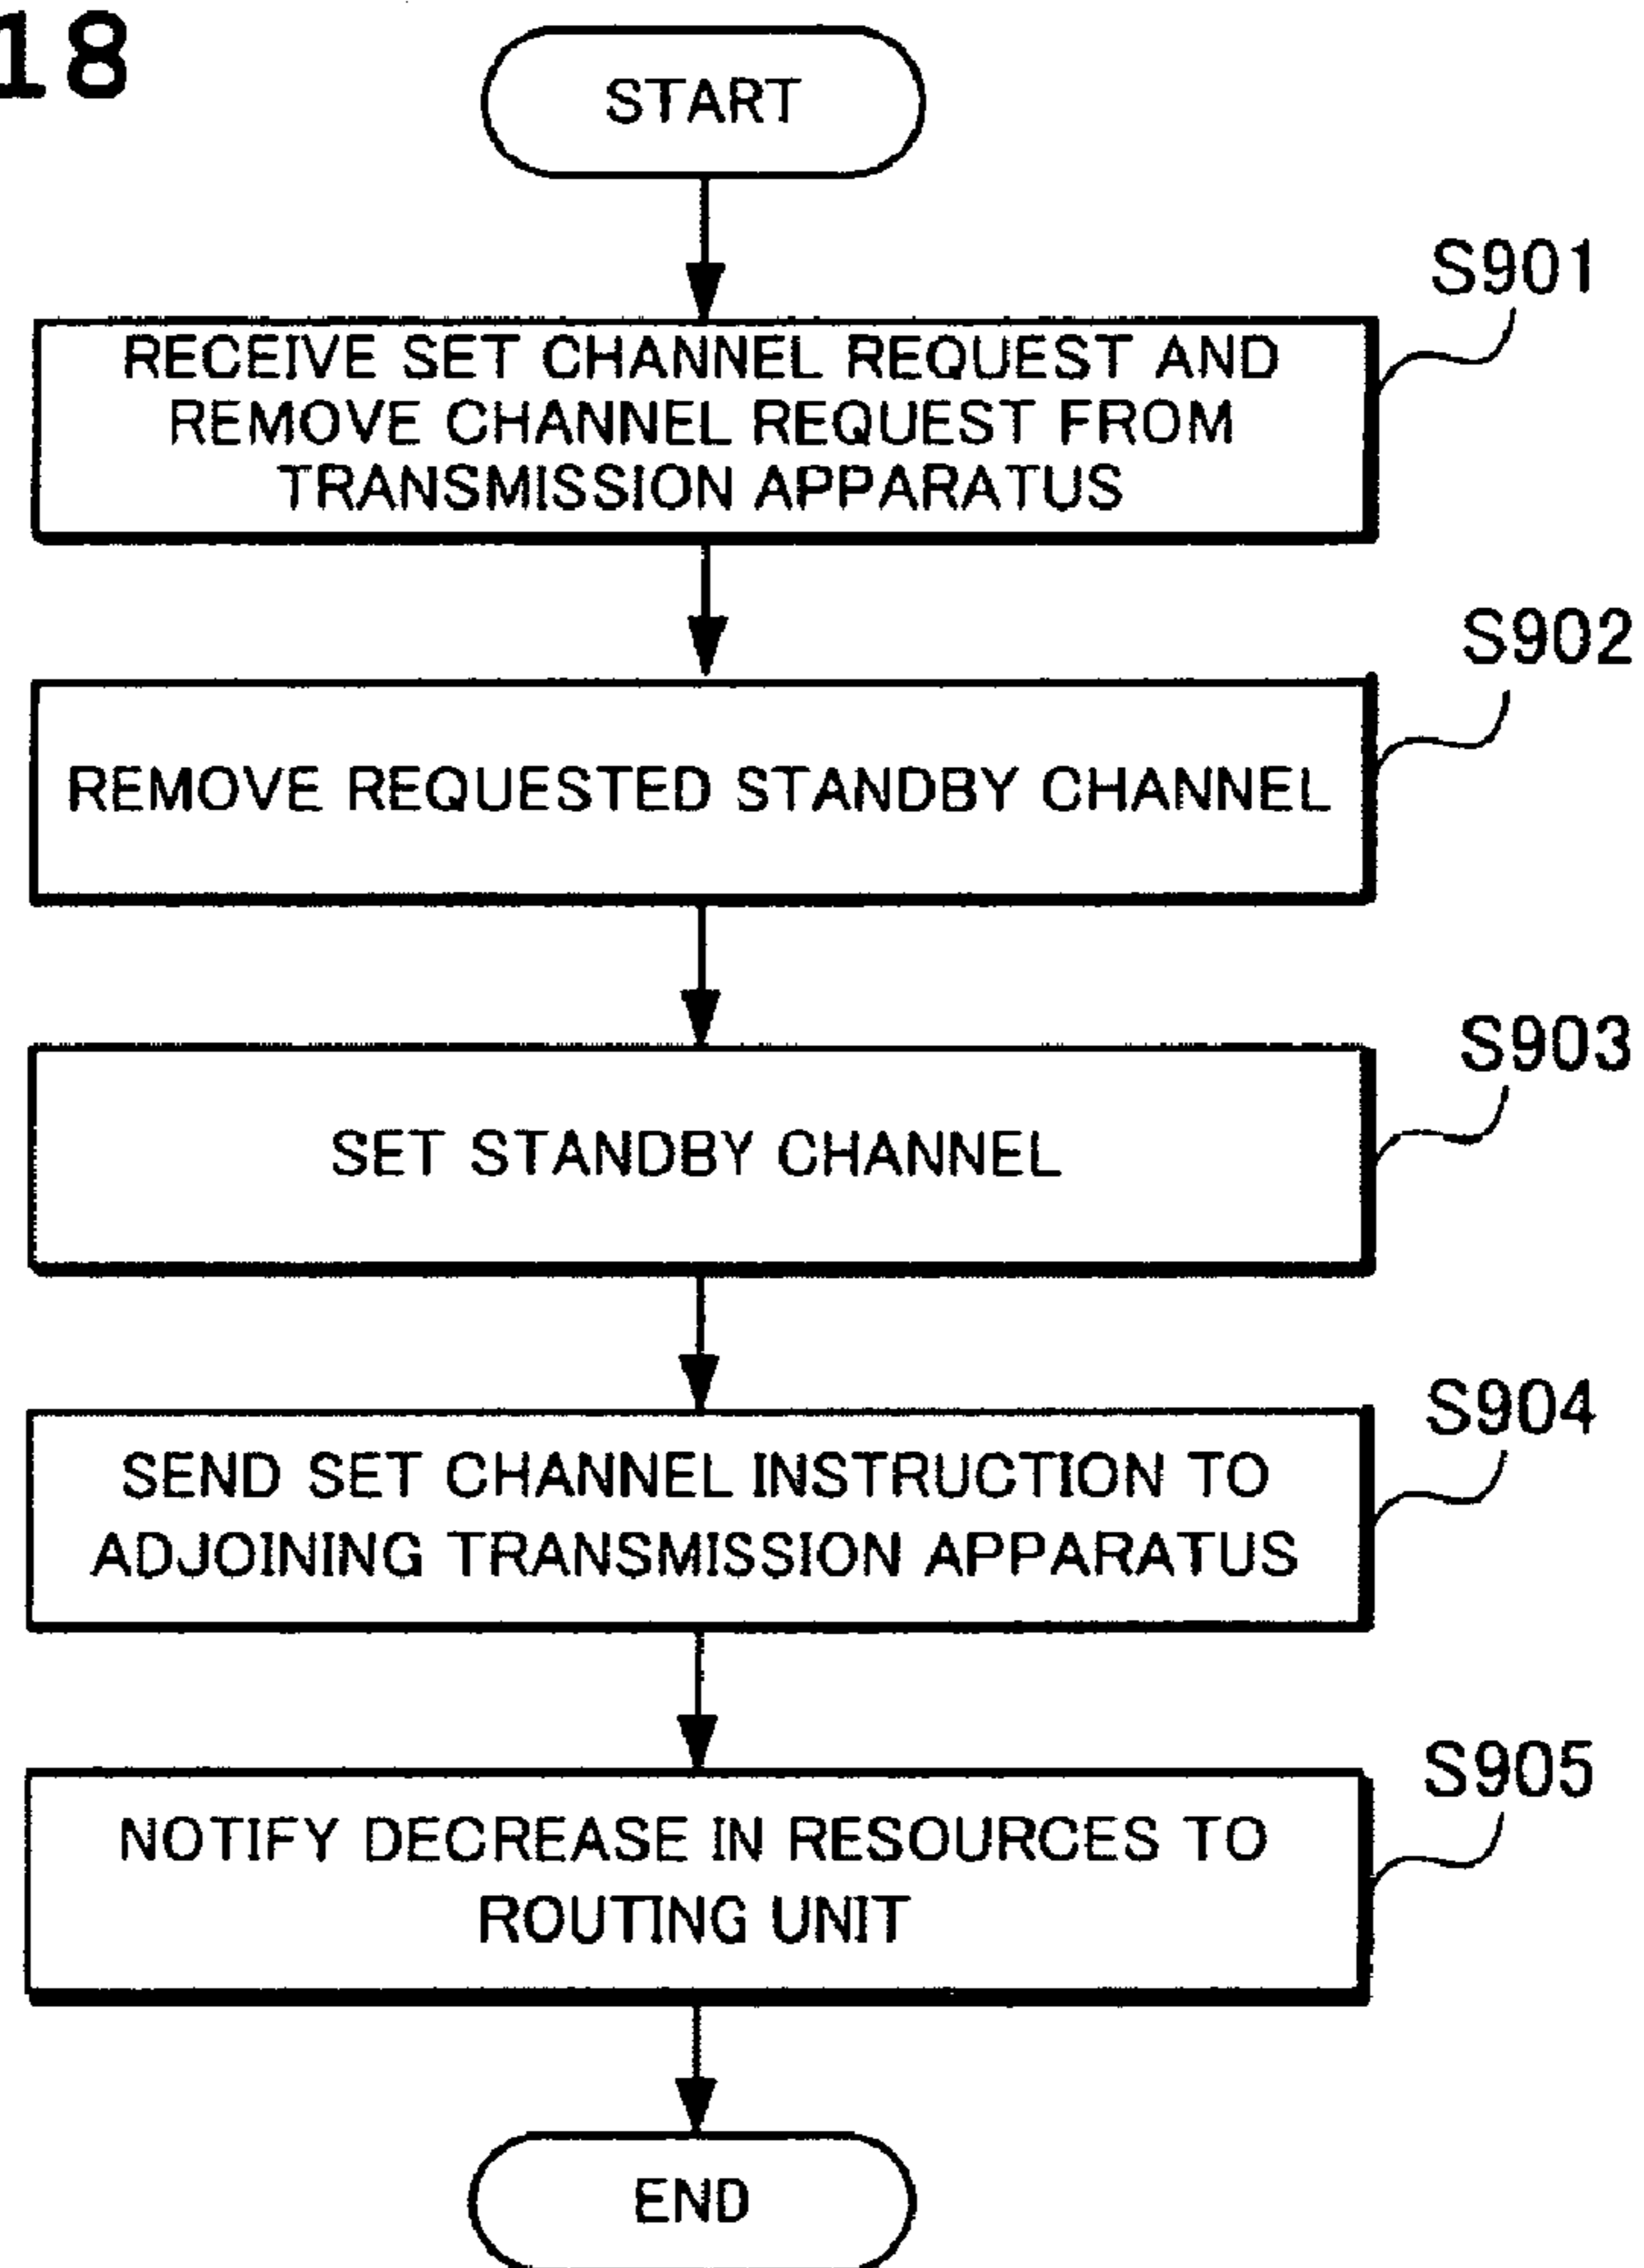 18
START
S901
RECEIVE SET CHANNEL REQUEST AND
REMOVE CHANNEL REQUEST FROM
TRANSMISSION APPARATUS
S902
REMOVE REQUESTED STANDBY CHANNEL
S903
SET STANDBY CHANNEL
S904
SEND SET CHANNEL INSTRUCTION TO
ADJOINING TRANSMISSION APPARATUS
S905
NOTIFY DECREASE IN RESOURCES TO
ROUTING UNIT
END